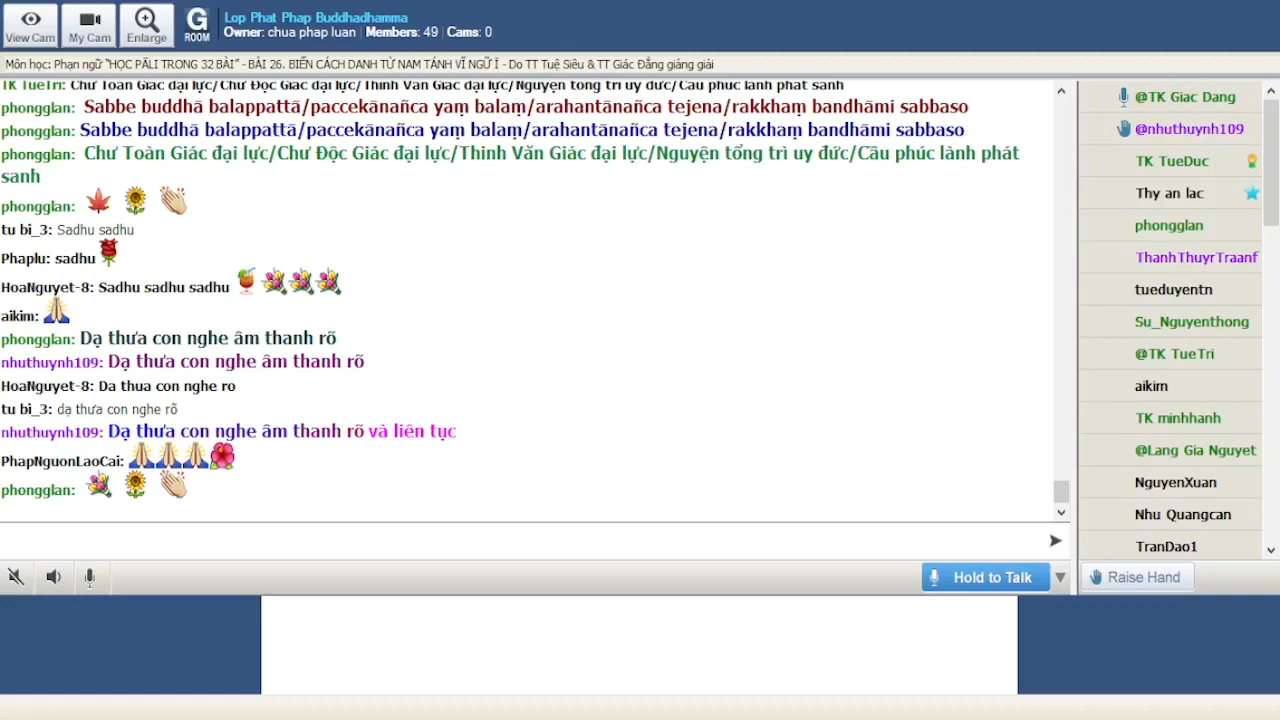 View Cam
My Cam
Enlarge
G
ROOM
Lop Phat Phap Buddhadhamma
Owner: chua phap luan | Members: 49 | Cams: 0
Môn học: Phạn ngữ “HỌC PĀLI TRONG 32 BÀI” - BÀI 26. BIẾN CÁCH DANH TỪ NAM TÁNH VĨ NGỮ Ī - Do TT Tuệ Siêu & TT Giác Đẳng giảng giải
TK TueTri: Chư Toàn Giác đại lực/Chư Độc Giác đại lực/Thinh Văn Giác đại lực/Nguyện tổng trì uy đức/Câu phúc lành phát sanh
phongglan: Sabbe buddhā balappattā/paccekānañca yaṃ balaṃ/arahantānañca tejena/rakkhaṃ bandhāmi sabbaso
phongglan: Sabbe buddhā balappattā/paccekānañca yaṃ balaṃ/arahantānañca tejena/rakkhaṃ bandhāmi sabbaso
phongglan: Chư Toàn Giác đại lực/Chư Độc Giác đại lực/Thinh Văn Giác đại lực/Nguyện tổng trì uy đức/Câu phúc lành phát
sanh
phongglan:
tu bi_3: Sadhu sadhu
Phaplu: sadhu
HoaNguyet-8: Sadhu sadhu sadhu
aikim:
phongglan: Dạ thưa con nghe âm thanh rõ
nhuthuynh109: Dạ thưa con nghe âm thanh rõ
HoaNguyet-8: Da thua con nghe ro
tu bi_3: dạ thưa con nghe rõ
nhuthuynh109: Dạ thưa con nghe âm thanh rõ và liên tục
PhapNguonLaoCai:
phongglan:
Hold to Talk
@TK Giac Dang
@nhuthuynh109
TK TueDuc
Thy an lac
phongglan
ThanhThuyrTraanf
tueduyentn
Su_Nguyenthong
@TK TueTri
aikim
TK minhhanh
@Lang Gia Nguyet
NguyenXuan
Nhu Quangcan
TranDao1
Raise Hand